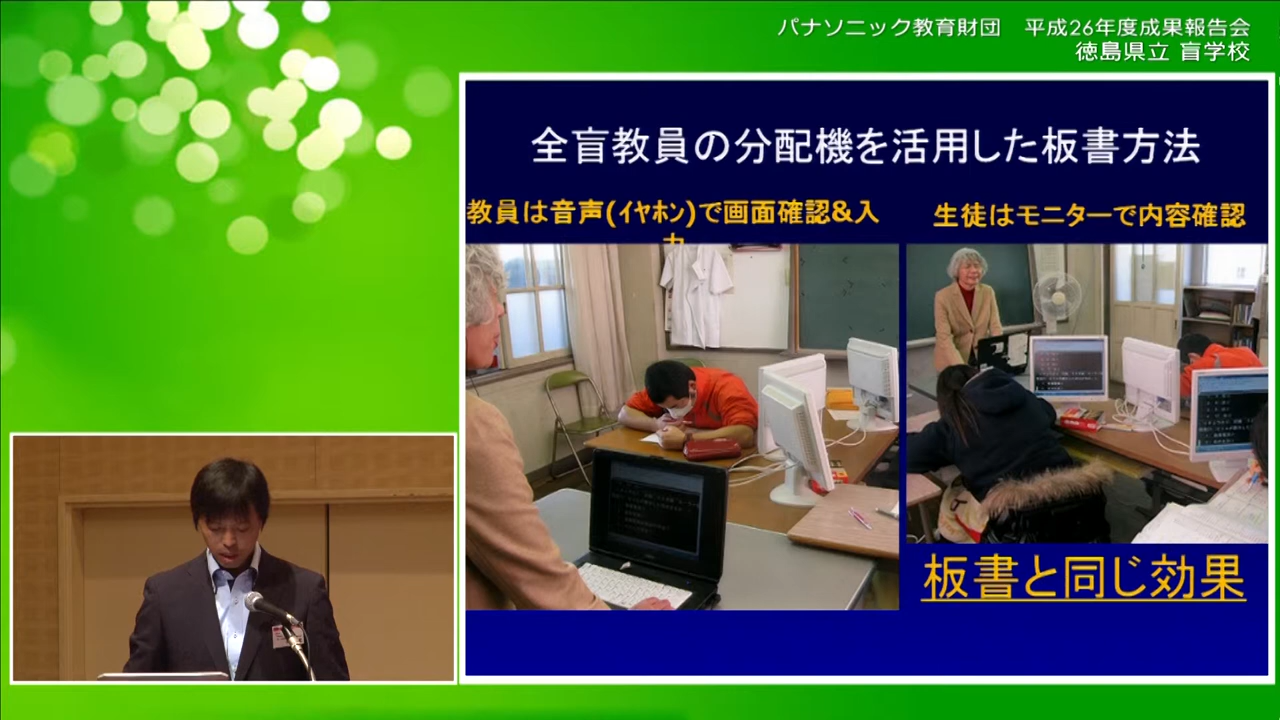 パナソニック教育財団　平成26年度成果報告会
徳島県立 盲学校
全盲教員の分配機を活用した板書方法
教員は音声(ｲﾔﾎﾝ)で画面確認&入
力
生徒はモニターで内容確認
板書と同じ効果